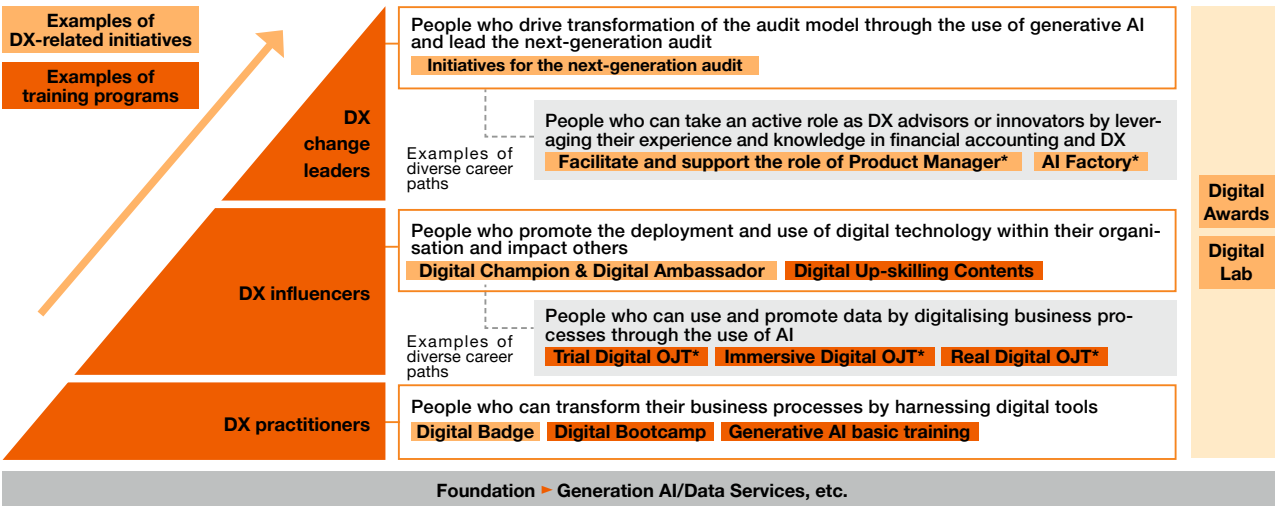 Examples of
DX-related initiatives
Examples of
training programs
DX
change
leaders
People who drive transformation of the audit model through the use of generative AI
and lead the next-generation audit
Initiatives for the next-generation audit
Examples of
diverse career
paths
People who can take an active role as DX advisors or innovators by lever-
aging their experience and knowledge in financial accounting and DX
Facilitate and support the role of Product Manager* AI Factory*
DX influencers
People who promote the deployment and use of digital technology within their organi-
sation and impact others
Digital Champion & Digital Ambassador Digital Up-skilling Contents
Examples of
diverse career
paths
People who can use and promote data by digitalising business pro-
cesses through the use of AI
Trial Digital OJT* Immersive Digital OJT* Real Digital OJT*
DX practitioners
People who can transform their business processes by harnessing digital tools
Digital Badge Digital Bootcamp Generative AI basic training
Digital
Awards
Digital
Lab
Foundation ► Generation AI/Data Services, etc.